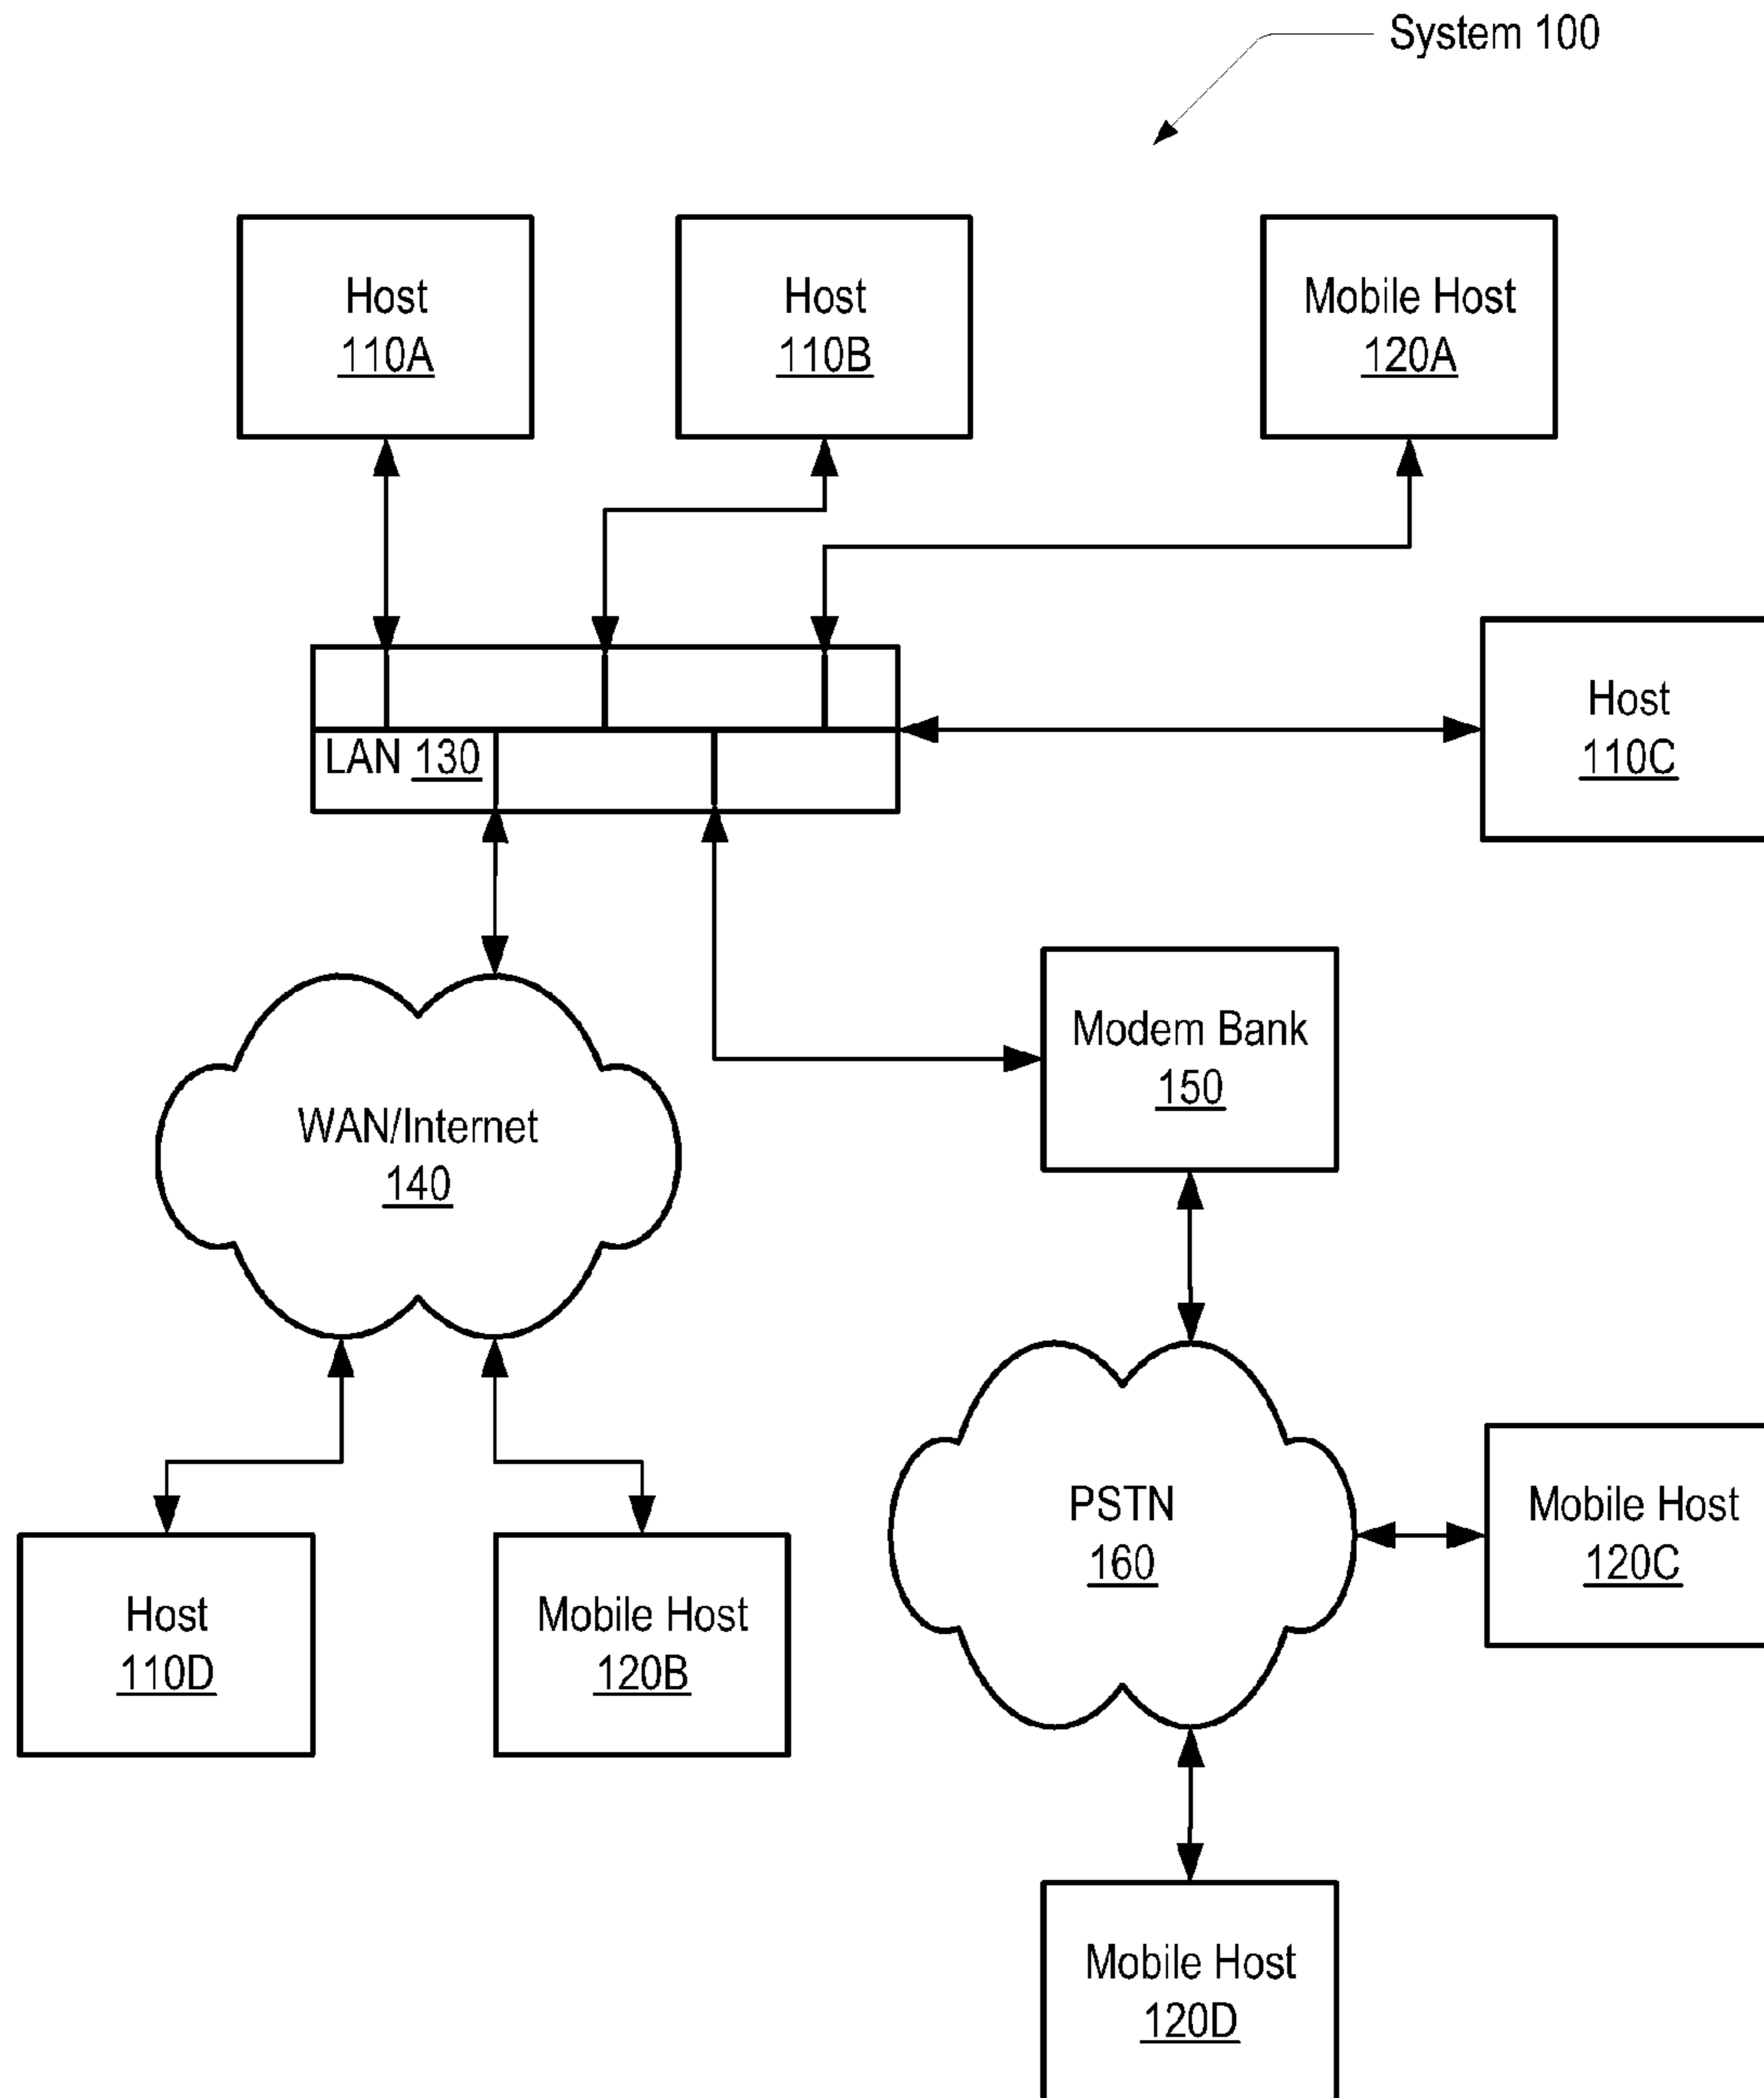 System 100
Host
110A
Host
110B
Mobile Host
120A
Host
110C
LAN 130
Modem Bank
150
WAN/Internet
140
PSTN
160
Mobile Host
120C
Host
110D
Mobile Host
120B
Mobile Host
120D